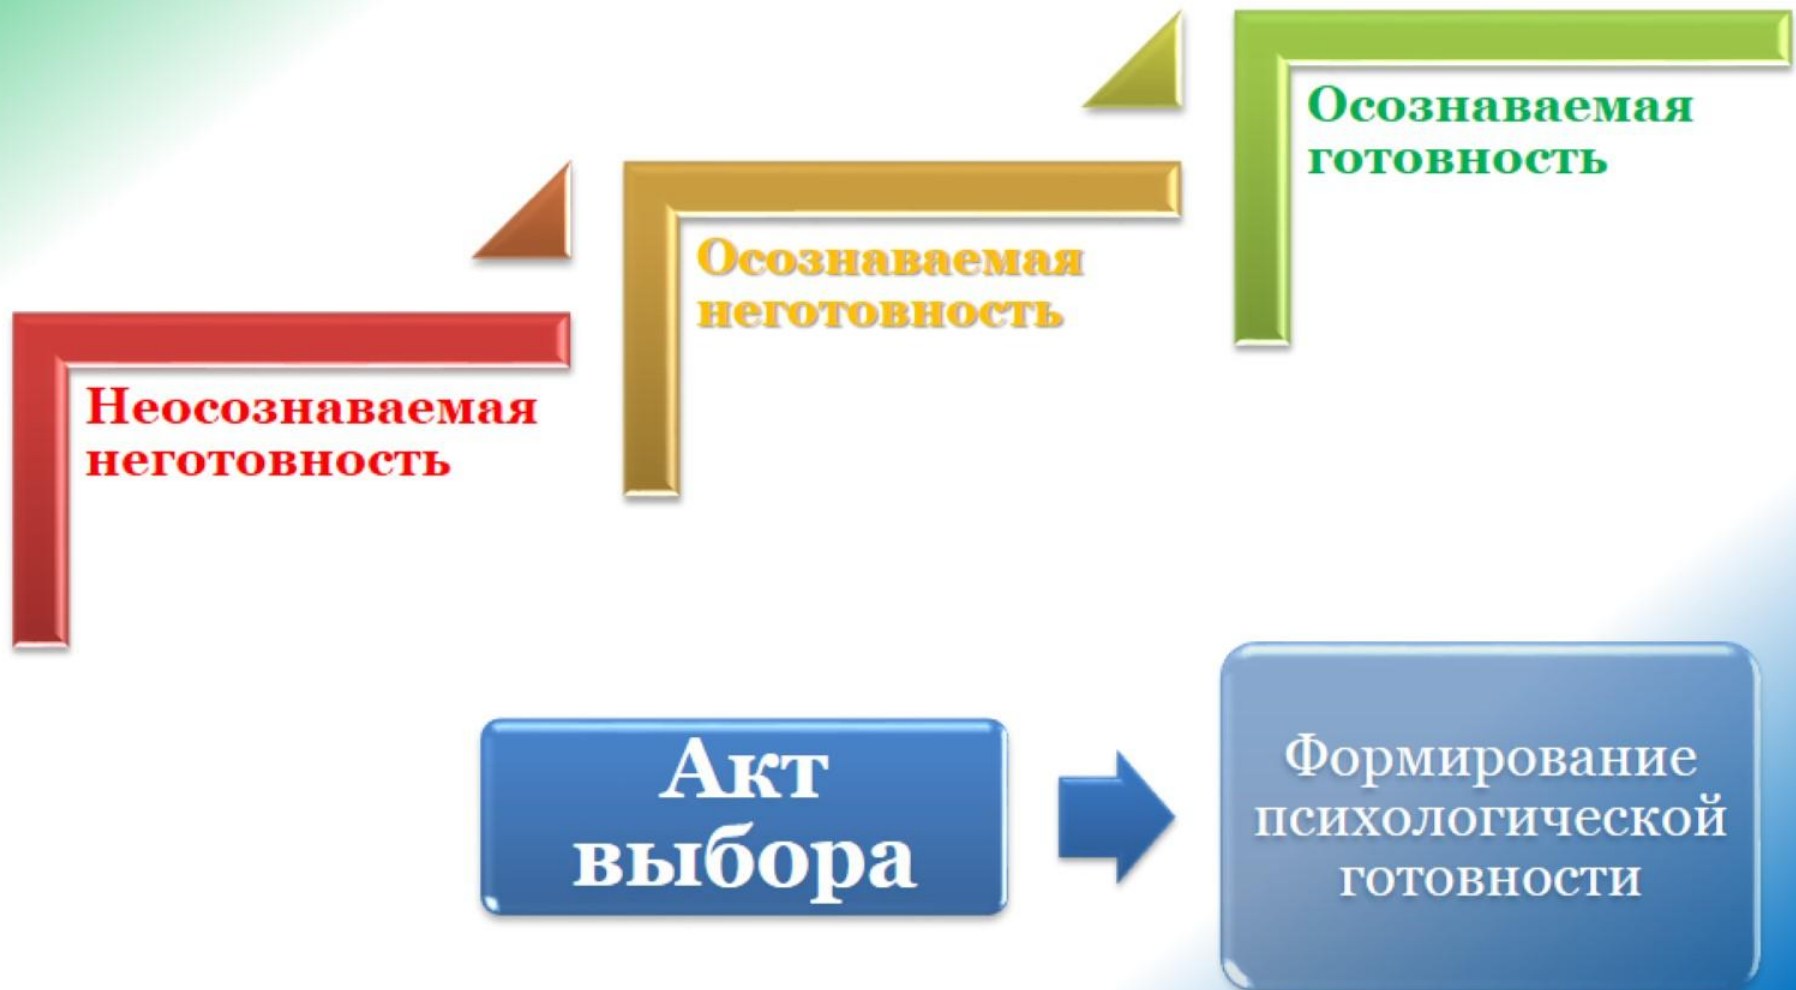 Осознаваемая
готовность
Осознаваемая
неготовность
Неосознаваемая
неготовность
Акт
выбора
Формирование
психологической
готовности